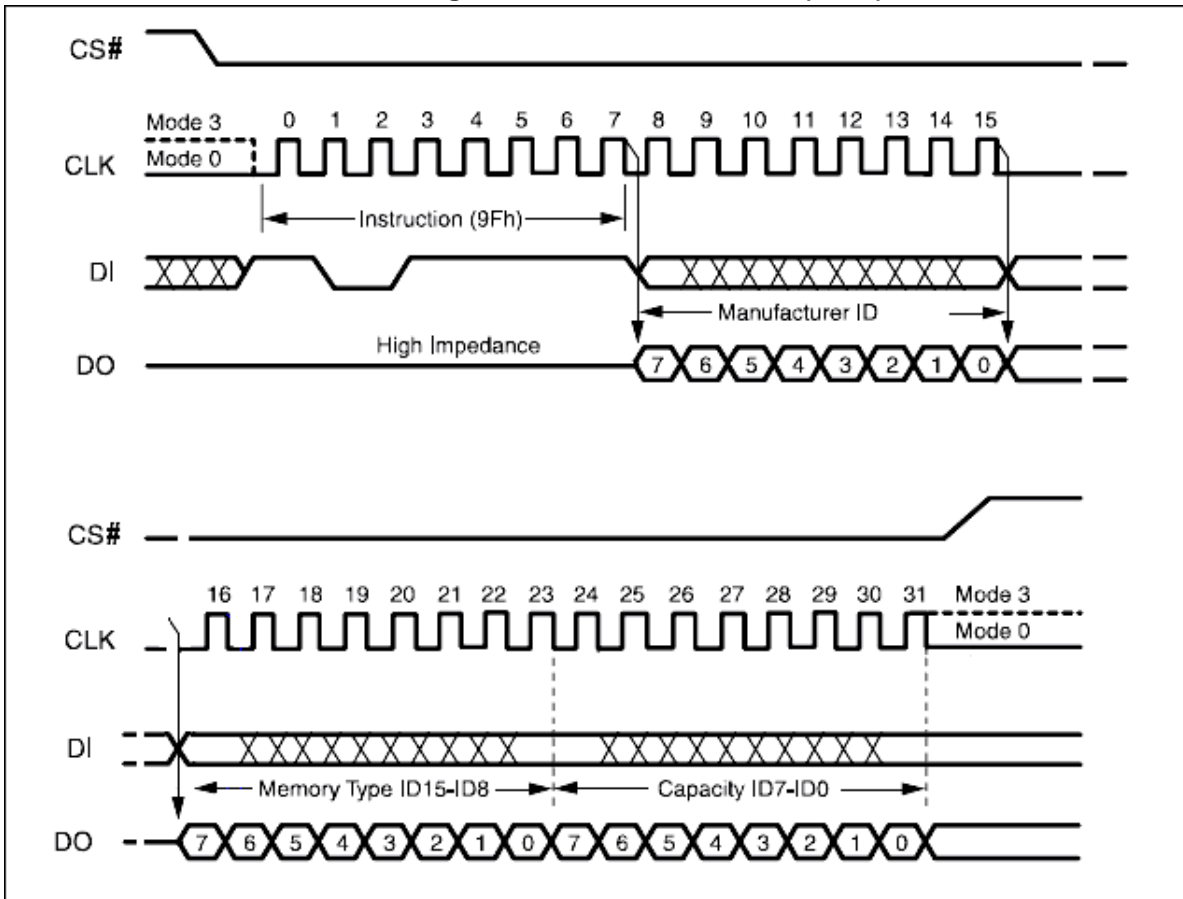 CS#
Mode 3
0 1 2 3 4 5 6 7 8 9 10 11 12 13 14 15
Mode 0
CLK
Instruction (9Fh)
DI
Manufacturer ID
High Impedance
DO
7 6 5 4 3 2 1 0
CS#
16 17 18 19 20 21 22 23 24 25 26 27 28 29 30 31
Mode 3
CLK
Mode 0
DI
Memory Type ID15-ID8
Capacity ID7-ID0
DO
7 6 5 4 3 2 1 0 7 6 5 4 3 2 1 0